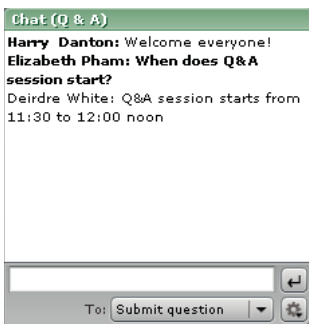 Chat (Q & A)
Harry Danton: Welcome everyone!
Elizabeth Pham: When does Q&A
session start?
Deirdre White: Q&A session starts from
11:30 to 12:00 noon
To: Submit question